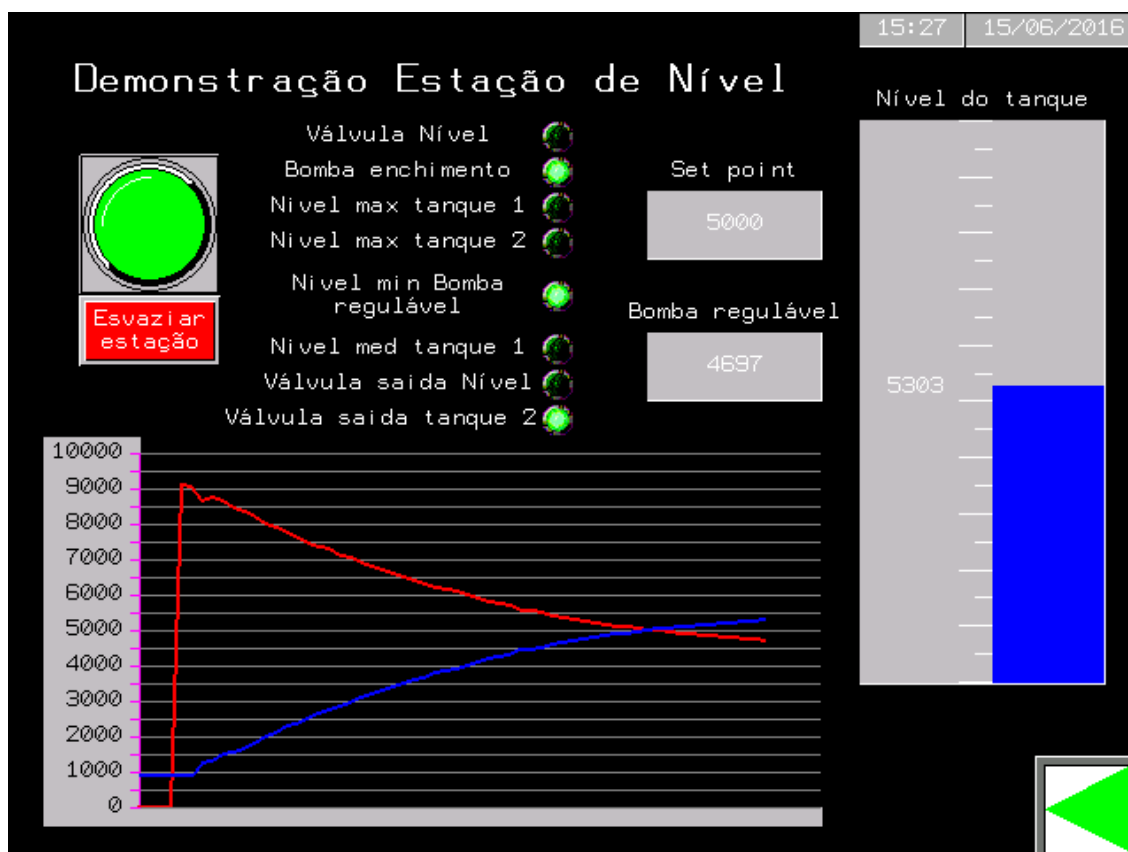 15:27 15/06/2016
Demonstração Estação de Nível
Nível do tanque
Válvula Nível
Bomba enchimento
Nivel max tanque 1
Nivel max tanque 2
Nivel min Bomba
regulável
Nivel med tanque 1
Válvula saida Nível
Válvula saida tanque 2
Esvaziar
estação
Set point
5000
Bomba regulável
4697
5303
10000
9000
8000
7000
6000
5000
4000
3000
2000
1000
0